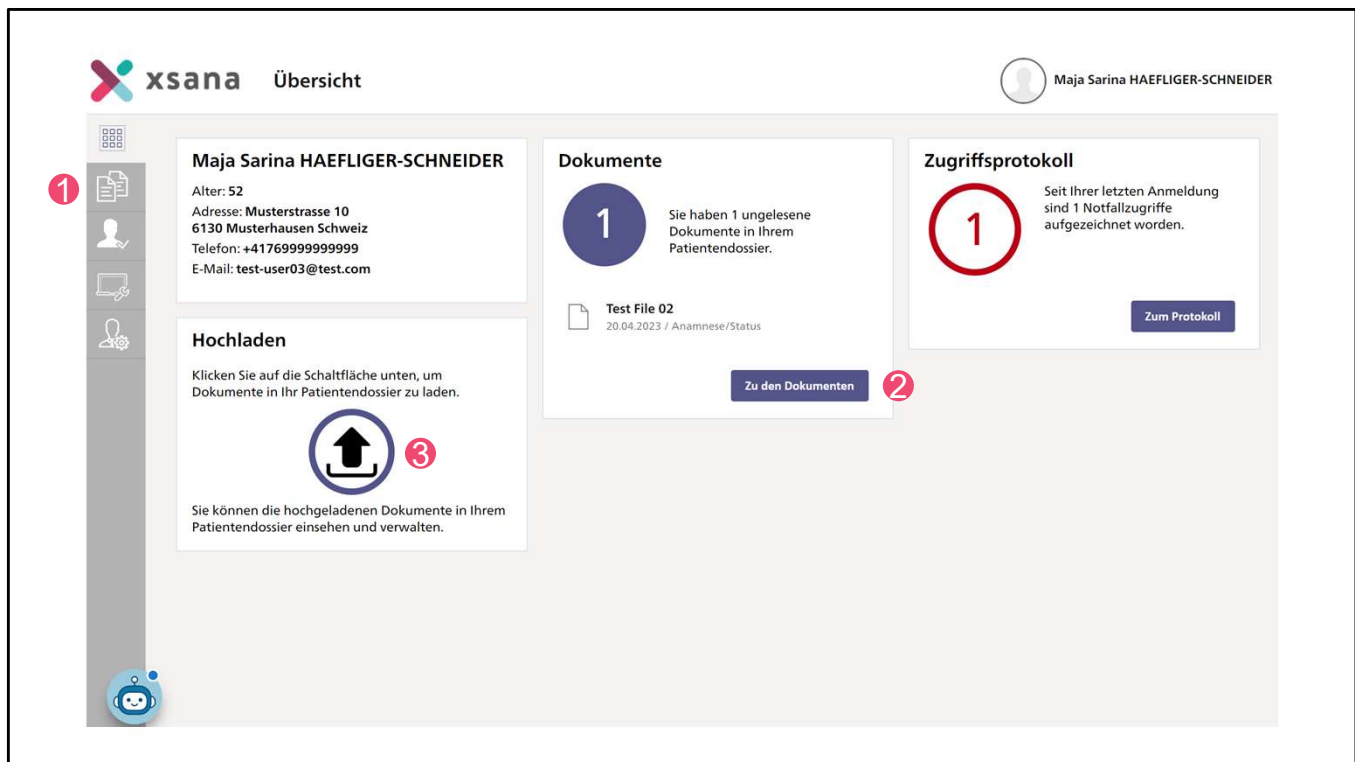 xsana
Übersicht
Maja Sarina HAEFLIGER-SCHNEIDER
1
Maja Sarina HAEFLIGER-SCHNEIDER
Alter: 52
Adresse: Musterstrasse 10
6130 Musterhausen Schweiz
Telefon: +41769999999999
E-Mail: test-user03@test.com
Hochladen
Klicken Sie auf die Schaltfläche unten, um
Dokumente in Ihr Patientendossier zu laden.
3
Sie können die hochgeladenen Dokumente in Ihrem
Patientendossier einsehen und verwalten.
Dokumente
1
Sie haben 1 ungelesene
Dokumente in Ihrem
Patientendossier.
Test File 02
20.04.2023 / Anamnese/Status
Zu den Dokumenten
2
Zugriffsprotokoll
1
Seit Ihrer letzten Anmeldung
sind 1 Notfallzugriffe
aufgezeichnet worden.
Zum Protokoll